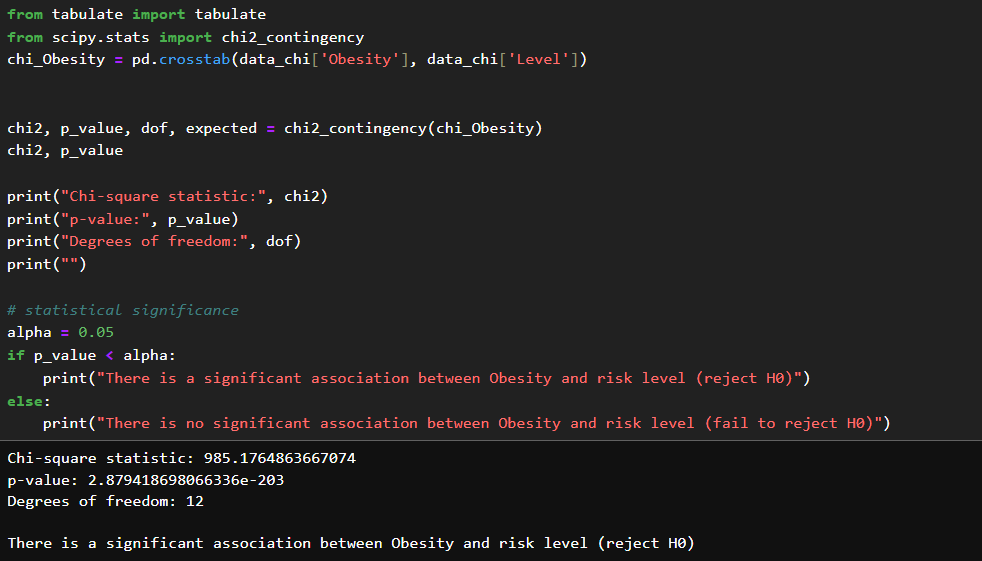 from tabulate import tabulate
from scipy.stats import chi2_contingency
chi_Obesity = pd.crosstab(data_chi['Obesity'], data_chi['Level'])
chi2, p_value, dof, expected = chi2_contingency(chi_Obesity)
chi2, p_value
print("Chi-square statistic:", chi2)
print("p-value:", p_value)
print("Degrees of freedom:", dof)
print("")
# statistical significance
alpha = 0.05
if p_value < alpha:
    print("There is a significant association between Obesity and risk level (reject H0)")
else:
    print("There is no significant association between Obesity and risk level (fail to reject H0)")
Chi-square statistic: 985.1764863667074
p-value: 2.879418698066336e-203
Degrees of freedom: 12
There is a significant association between Obesity and risk level (reject H0)